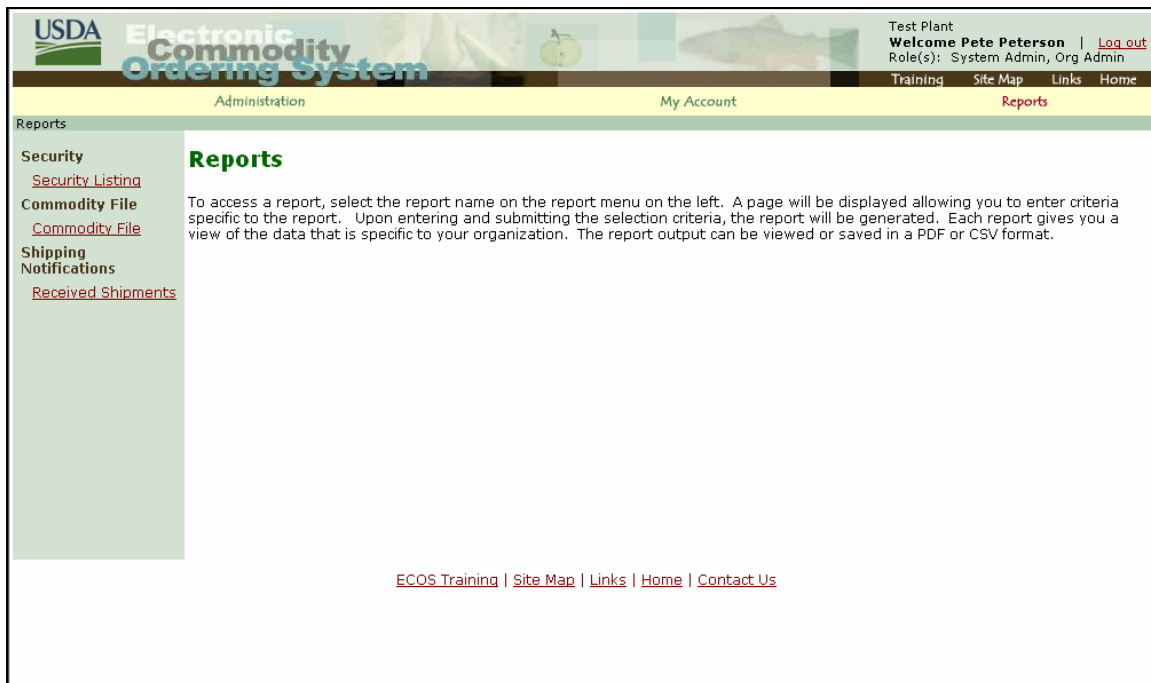 USDA
Electronic
Commodity
Ordering System
Test Plant
Welcome Pete Peterson | Log out
Role(s): System Admin, Org Admin
Training Site Map Links Home
Administration My Account Reports
Reports
Security
Security Listing
Commodity File
Commodity File
Shipping
Notifications
Received Shipments
Reports
To access a report, select the report name on the report menu on the left. A page will be displayed allowing you to enter criteria
specific to the report. Upon entering and submitting the selection criteria, the report will be generated. Each report gives you a
view of the data that is specific to your organization. The report output can be viewed or saved in a PDF or CSV format.
ECOS Training | Site Map | Links | Home | Contact Us